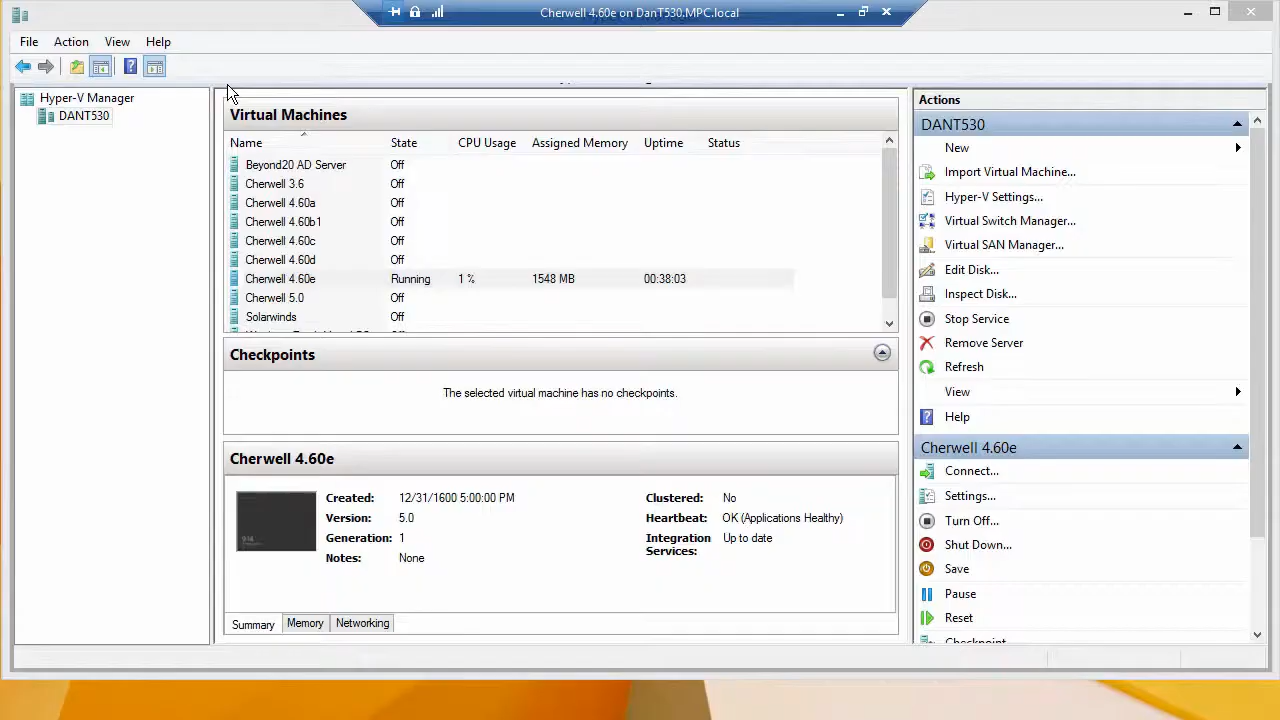 Cherwell 4.60e on DanT530.MPC.local
File Action View Help
Hyper-V Manager
DANT530
Virtual Machines
Name State CPU Usage Assigned Memory Uptime Status
Beyond20 AD Server Off
Cherwell 3.6 Off
Cherwell 4.60a Off
Cherwell 4.60b1 Off
Cherwell 4.60c Off
Cherwell 4.60d Off
Cherwell 4.60e Running 1 % 1548 MB 00:38:03
Cherwell 5.0 Off
Solarwinds Off
Checkpoints
The selected virtual machine has no checkpoints.
Cherwell 4.60e
Created: 12/31/1600 5:00:00 PM Clustered: No
Version: 5.0 Heartbeat: OK (Applications Healthy)
Generation: 1 Integration Services: Up to date
Notes: None
Summary Memory Networking
Actions
DANT530
New
Import Virtual Machine...
Hyper-V Settings...
Virtual Switch Manager...
Virtual SAN Manager...
Edit Disk...
Inspect Disk...
Stop Service
Remove Server
Refresh
View
Help
Cherwell 4.60e
Connect...
Settings...
Turn Off...
Shut Down...
Save
Pause
Reset
Checkpoint